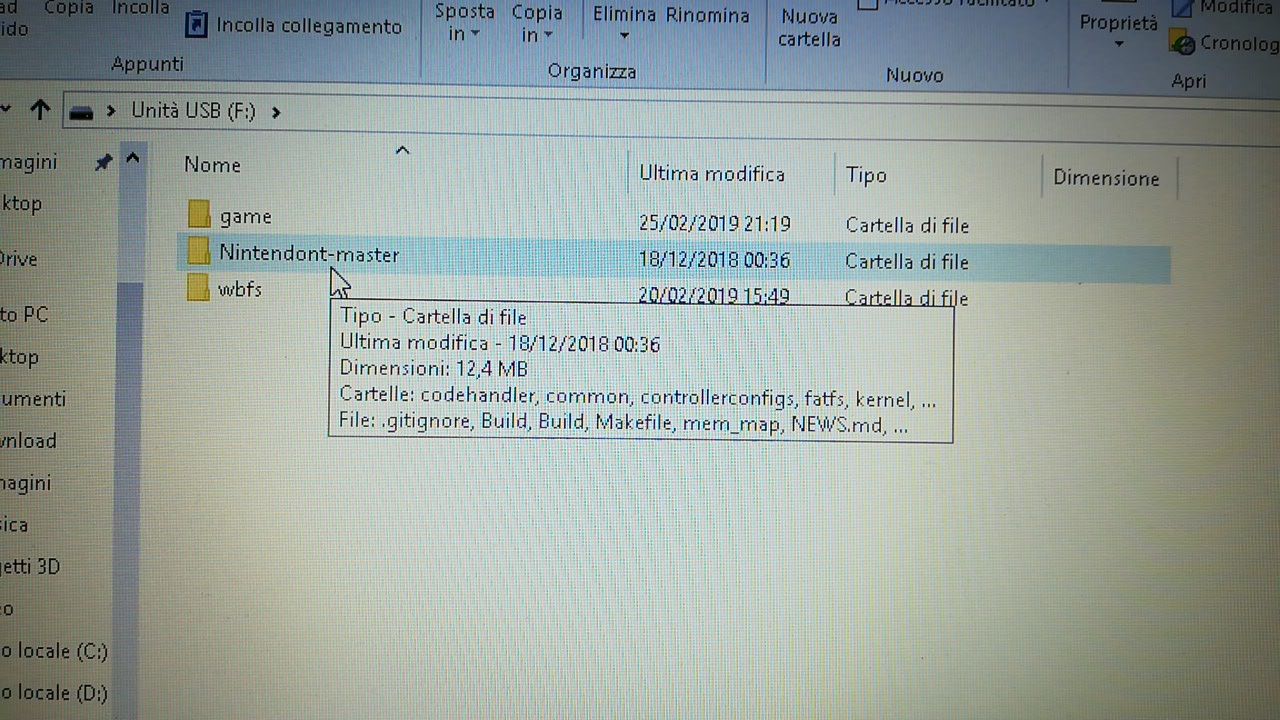 Copia Incolla
Incolla collegamento
Appunti
Sposta in
Copia in
Elimina
Rinomina
Organizza
Nuova cartella
Nuovo
Proprietà
Modifica
Apri
Unità USB (F:)
Nome
Ultima modifica
Tipo
Dimensione
game 25/02/2019 21:19 Cartella di file
Nintendont-master 18/12/2018 00:36 Cartella di file
wbfs 20/02/2019 15:49 Cartella di file
Tipo - Cartella di file
Ultima modifica - 18/12/2018 00:36
Dimensioni: 12,4 MB
Cartelle: codehandler, common, controllerconfigs, fatfs, kernel, ...
File: .gitignore, Build, Build, Makefile, mem_map, NEWS.md, ...
magini
ktop
Drive
to PC
ktop
umenti
wnload
magini
sica
etti 3D
eo
o locale (C:)
o locale (D:)